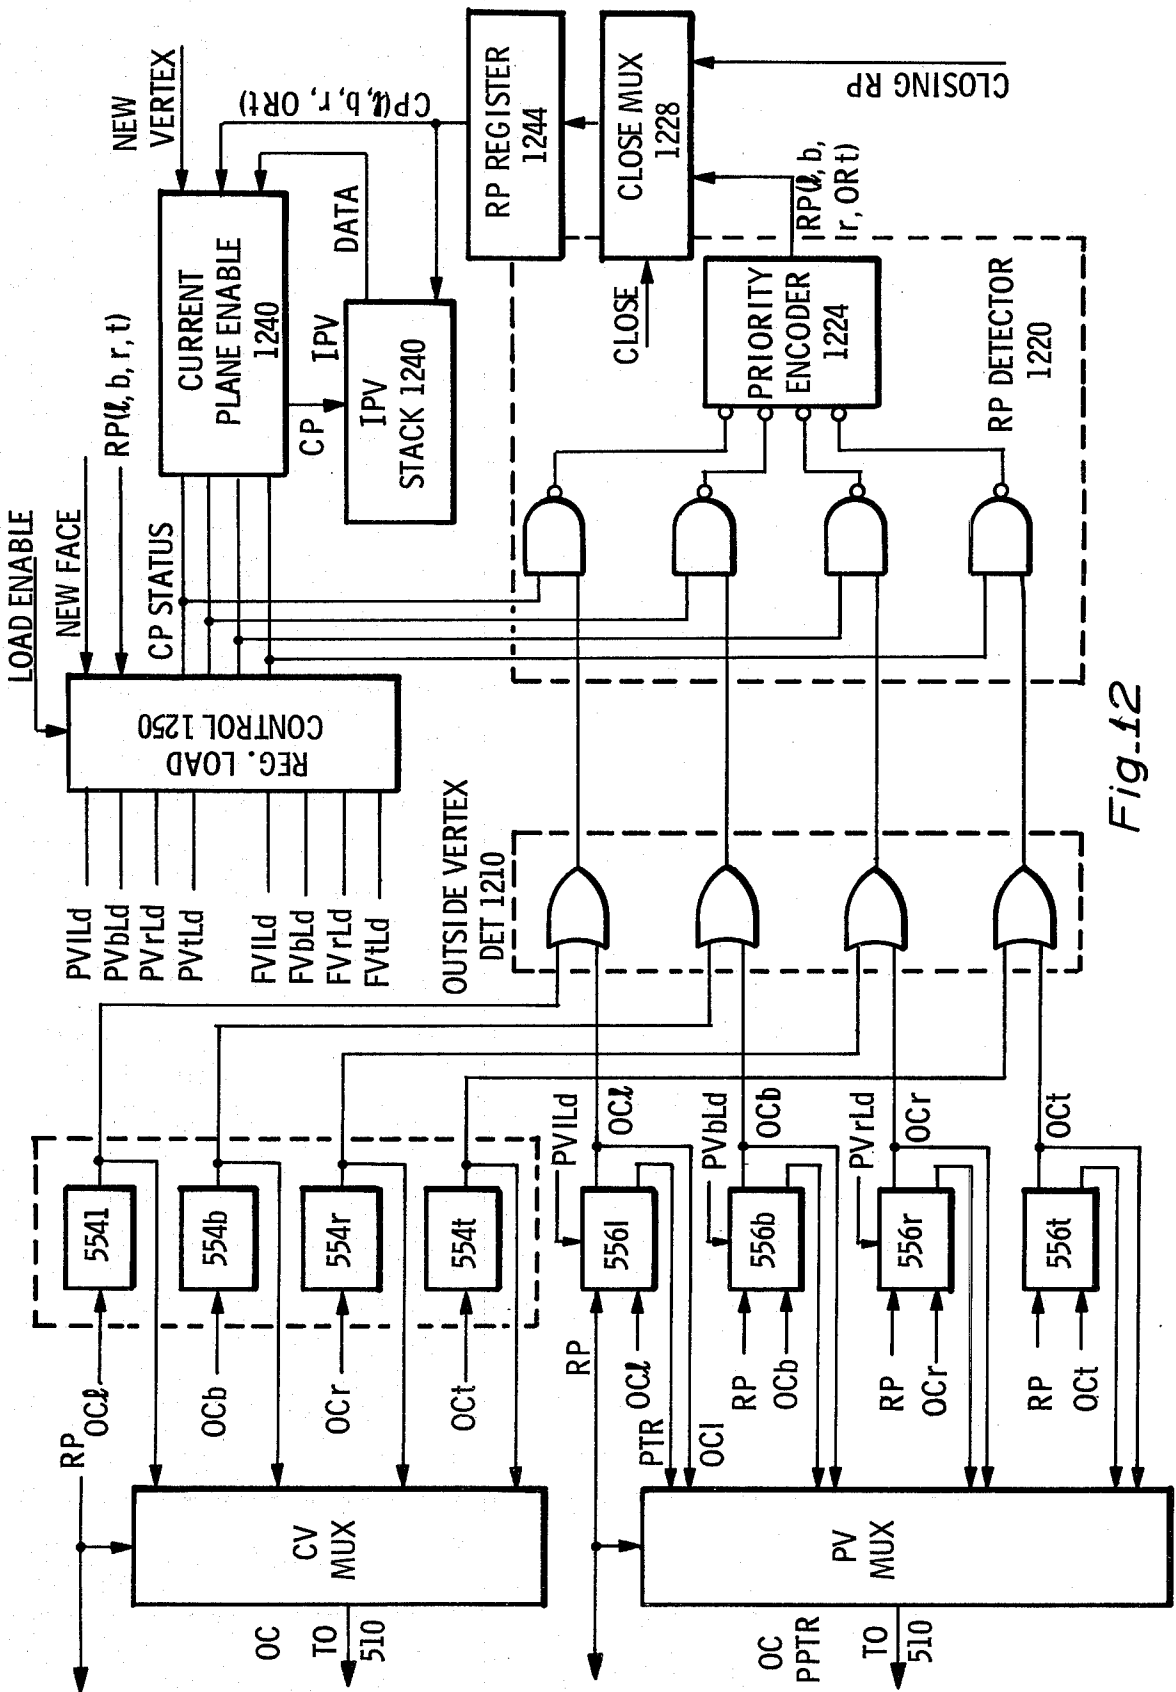 LOAD ENABLE
NEW FACE
RP(ℓ, b, r, t)
NEW
VERTEX
REG. LOAD
CONTROL 1250
CP STATUS
CURRENT
PLANE ENABLE
1240
CP
IPV
DATA
IPV
STACK 1240
CP(ℓ, b, r, ORt)
RP REGISTER
1244
CLOSE MUX
1228
CLOSE
CLOSING RP
RP(ℓ, b,
r, ORt)
PRIORITY
ENCODER
1224
RP DETECTOR
1220
PVlLd
PVbLd
PVrLd
PVtLd
FVlLd
FVbLd
FVrLd
FVtLd
OUTSIDE VERTEX
DET 1210
554l
554b
554r
554t
OCℓ
OCb
OCr
OCt
RP
CV
MUX
OC
TO
510
PVlLd
OCℓ
PVbLd
OCb
PVrLd
OCr
OCt
556l
556b
556r
556t
RP
OCℓ
PTR
OCl
RP
OCb
RP
OCr
RP
OCt
PV
MUX
OC
PPTR
TO
510
Fig-12